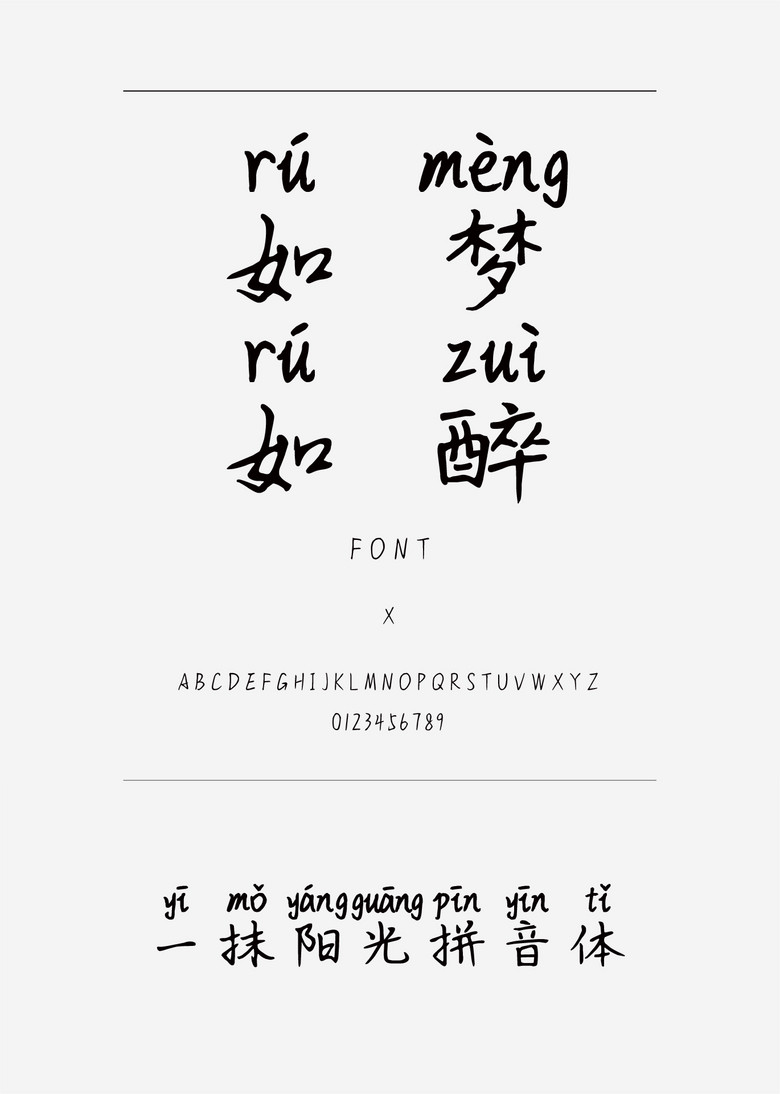 rú mèng
如梦
rú zuì
如醉
FONT
X
ABCDEFGHIJKLMNOPQRSTUVWXYZ
0123456789
yī mǒ yáng guāng pīn yīn tǐ
一抹阳光拼音体